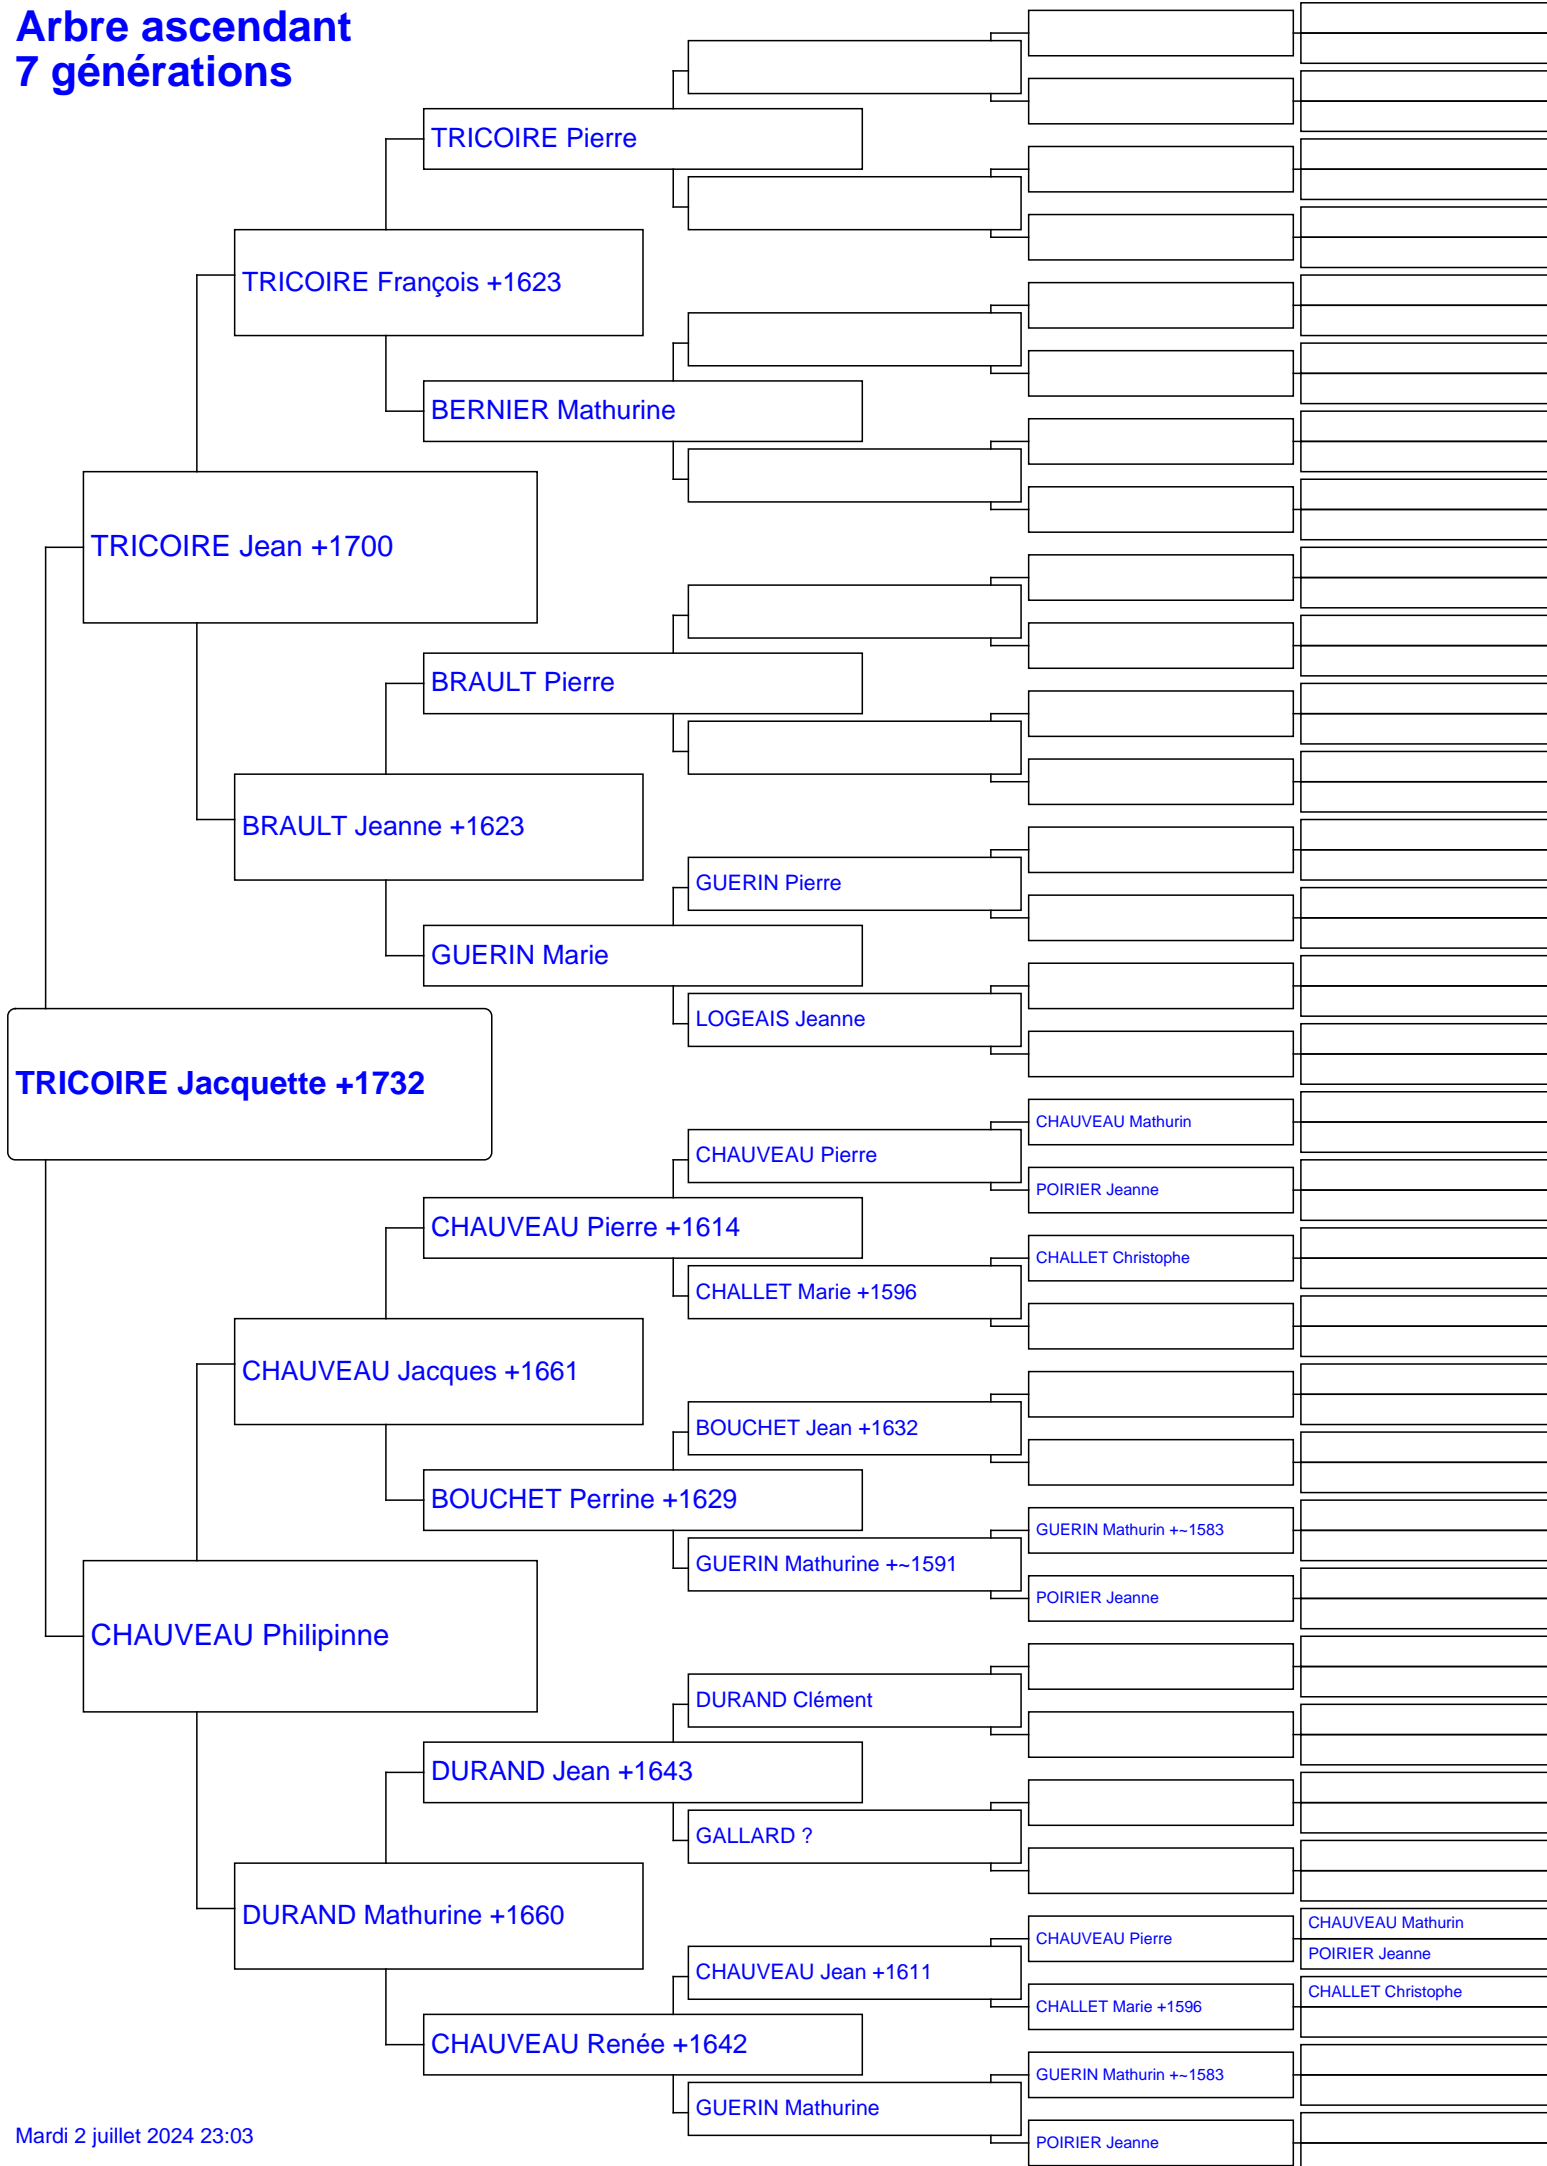 Arbre ascendant
7 générations
TRICOIRE Pierre
TRICOIRE François +1623
BERNIER Mathurine
TRICOIRE Jean +1700
BRAULT Pierre
BRAULT Jeanne +1623
GUERIN Pierre
GUERIN Marie
LOGEAIS Jeanne
TRICOIRE Jacquette +1732
CHAUVEAU Mathurin
CHAUVEAU Pierre
POIRIER Jeanne
CHAUVEAU Pierre +1614
CHALLET Christophe
CHALLET Marie +1596
CHAUVEAU Jacques +1661
BOUCHET Jean +1632
BOUCHET Perrine +1629
GUERIN Mathurin +~1583
GUERIN Mathurine +~1591
POIRIER Jeanne
CHAUVEAU Philipinne
DURAND Clément
DURAND Jean +1643
GALLARD ?
DURAND Mathurine +1660
CHAUVEAU Mathurin
CHAUVEAU Pierre
POIRIER Jeanne
CHAUVEAU Jean +1611
CHALLET Christophe
CHALLET Marie +1596
CHAUVEAU Renée +1642
GUERIN Mathurin +~1583
GUERIN Mathurine
POIRIER Jeanne
Mardi 2 juillet 2024 23:03